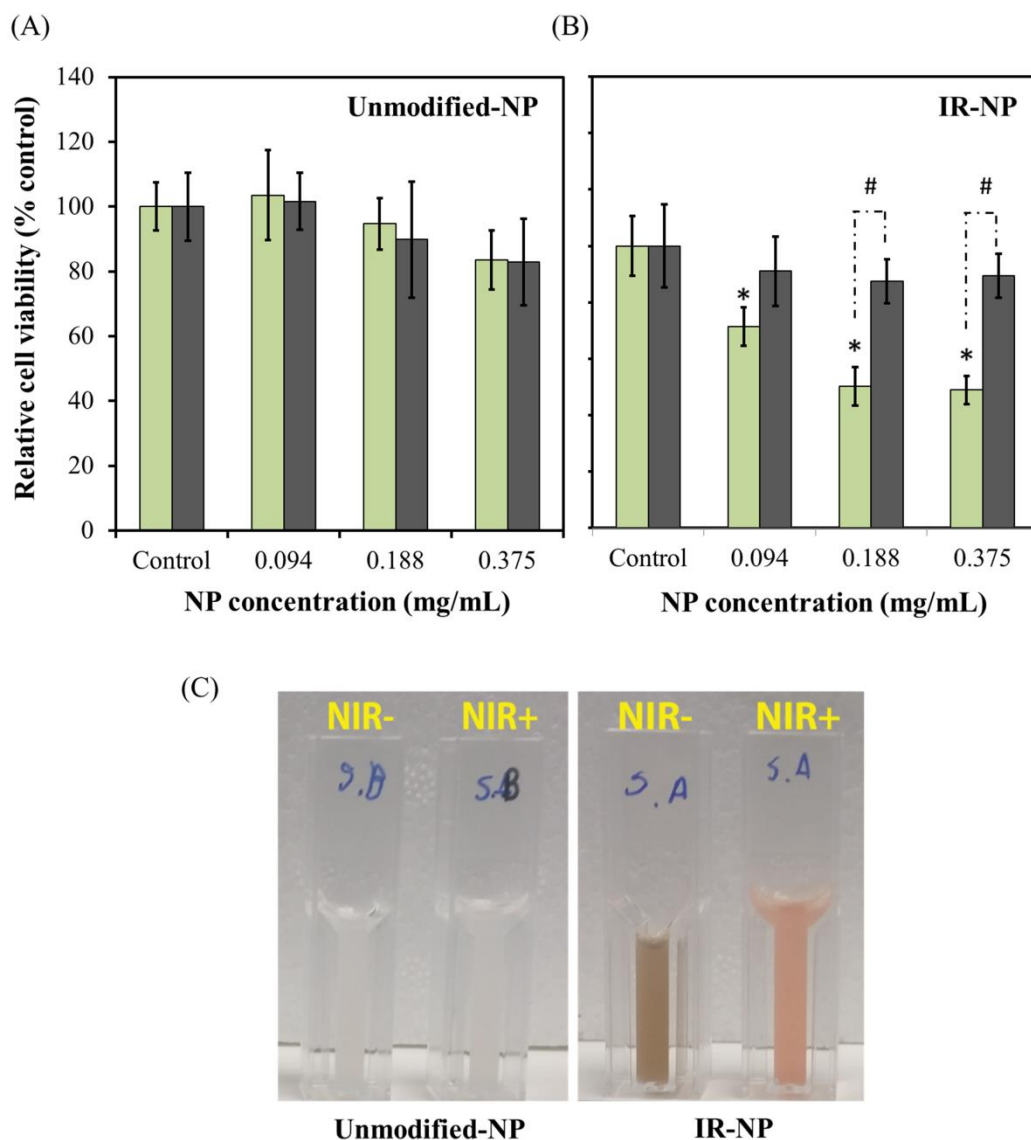 (A)
(B)
Relative cell viability (% control)
140
120
100
80
60
40
20
0
Unmodified-NP
Control 0.094 0.188 0.375
NP concentration (mg/mL)
IR-NP
# #
* * *
Control 0.094 0.188 0.375
NP concentration (mg/mL)
(C)
NIR- NIR+ NIR- NIR+
S.B S.AB S.A S.A
Unmodified-NP IR-NP